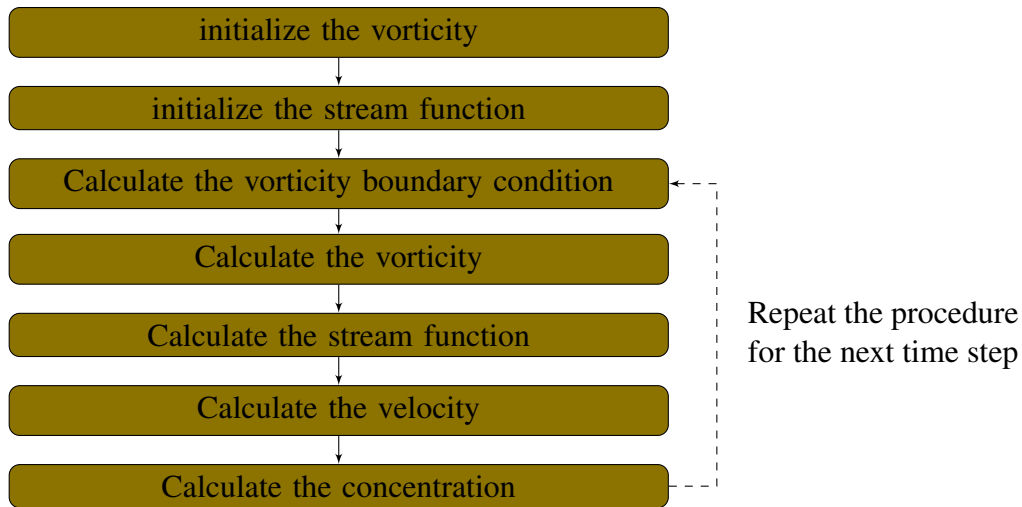 initialize the vorticity
initialize the stream function
Calculate the vorticity boundary condition
Calculate the vorticity
Calculate the stream function
Calculate the velocity
Calculate the concentration
Repeat the procedure
for the next time step